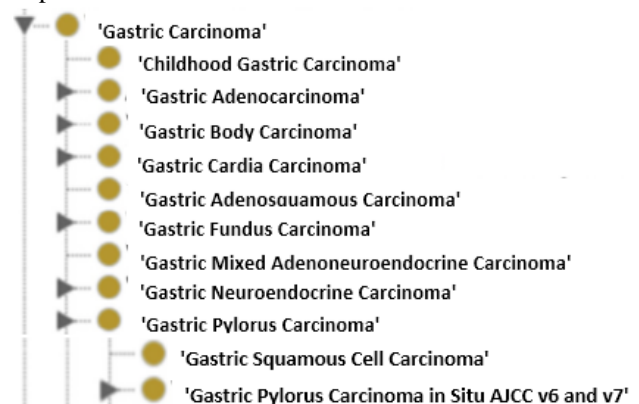 'Gastric Carcinoma'
'Childhood Gastric Carcinoma'
'Gastric Adenocarcinoma'
'Gastric Body Carcinoma'
'Gastric Cardia Carcinoma'
'Gastric Adenosquamous Carcinoma'
'Gastric Fundus Carcinoma'
'Gastric Mixed Adenoneuroendocrine Carcinoma'
'Gastric Neuroendocrine Carcinoma'
'Gastric Pylorus Carcinoma'
'Gastric Squamous Cell Carcinoma'
'Gastric Pylorus Carcinoma in Situ AJCC v6 and v7'